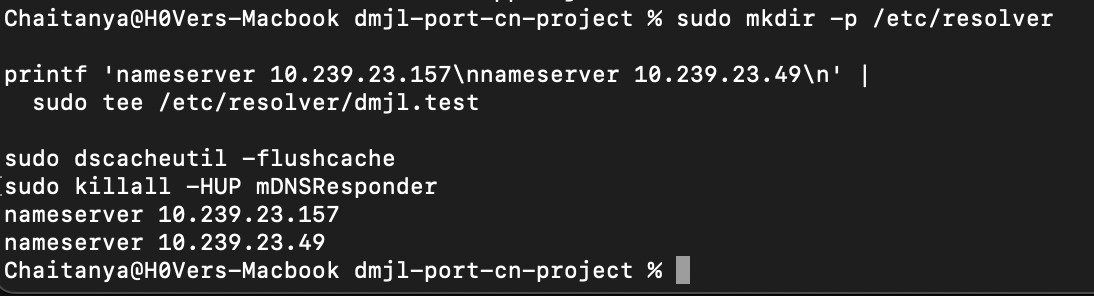 Chaitanya@H0Vers-Macbook dmjl-port-cn-project % sudo mkdir -p /etc/resolver
printf 'nameserver 10.239.23.157\nnameserver 10.239.23.49\n' |
sudo tee /etc/resolver/dmjl.test
sudo dscacheutil -flushcache
sudo killall -HUP mDNSResponder
nameserver 10.239.23.157
nameserver 10.239.23.49
Chaitanya@H0Vers-Macbook dmjl-port-cn-project %